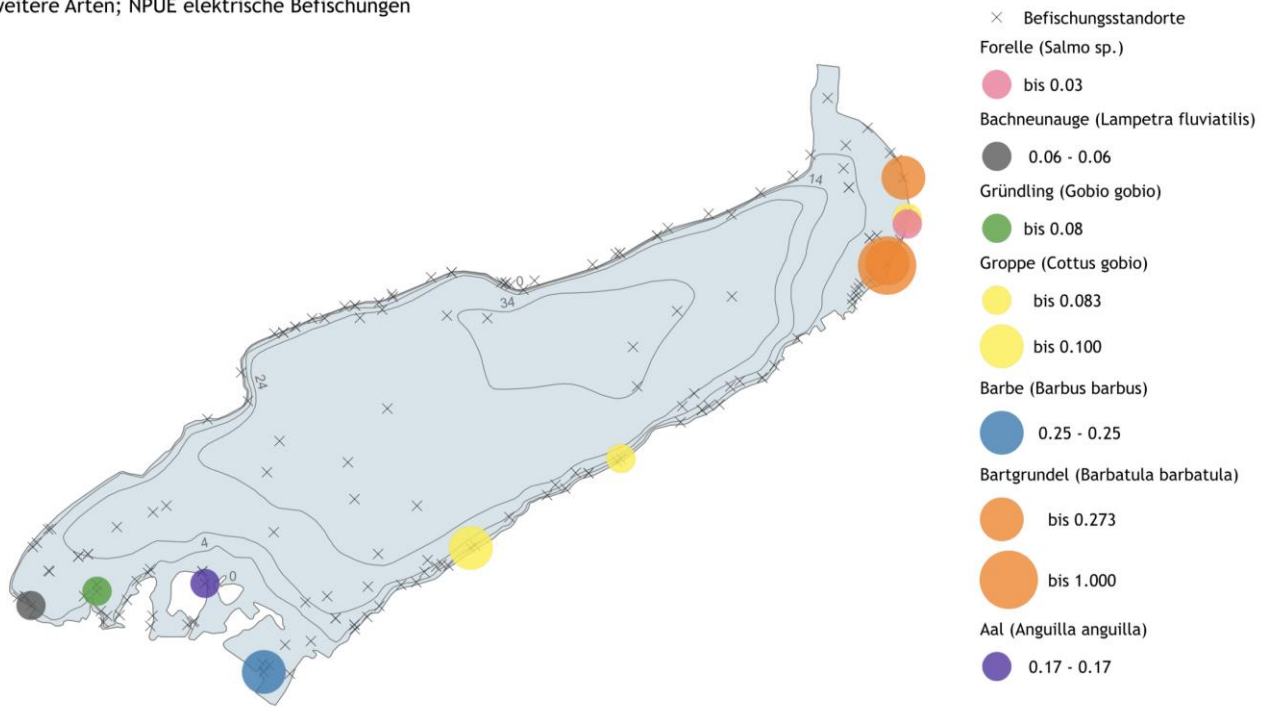 weitere Arten; NPUE elektrische Befischungen
Befischungsstandorte
Forelle (Salmo sp.)
bis 0.03
Bachneunauge (Lampetra fluviatilis)
0.06 - 0.06
Gründling (Gobio gobio)
bis 0.08
Groppe (Cottus gobio)
bis 0.083
bis 0.100
Barbe (Barbus barbus)
0.25 - 0.25
Bartgrundel (Barbatula barbatula)
bis 0.273
bis 1.000
Aal (Anguilla anguilla)
0.17 - 0.17
14
0
34
24
4
0